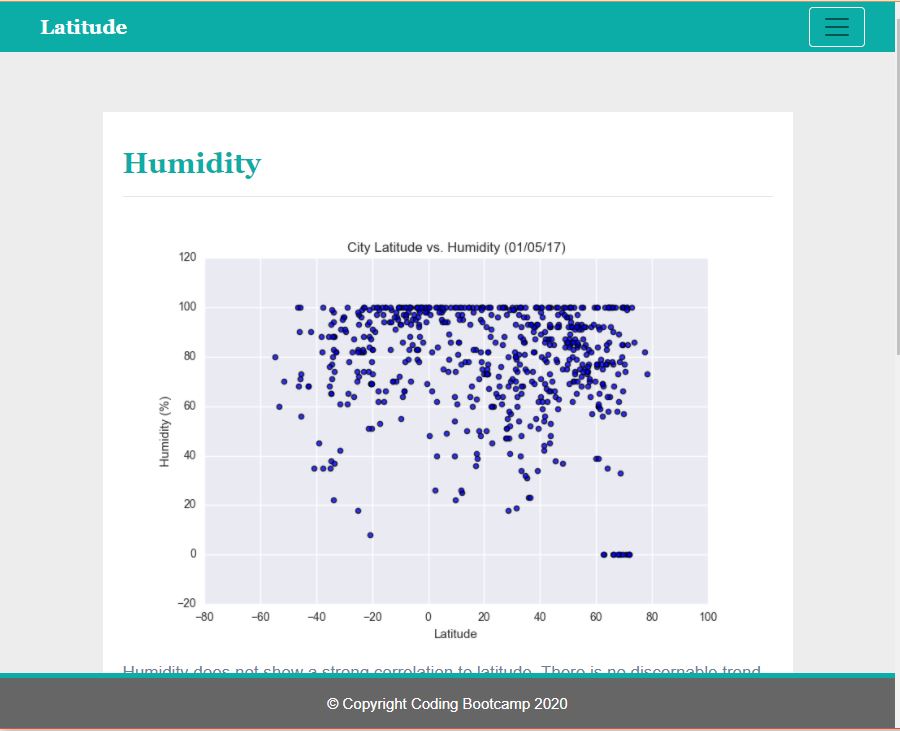 Latitude
Humidity
City Latitude vs. Humidity (01/05/17)
120
100
80
60
40
20
0
−20
Humidity (%)
−80 −60 −40 −20 0 20 40 60 80 100
Latitude
Humidity does not show a strong correlation to latitude. There is no discernable trend
© Copyright Coding Bootcamp 2020